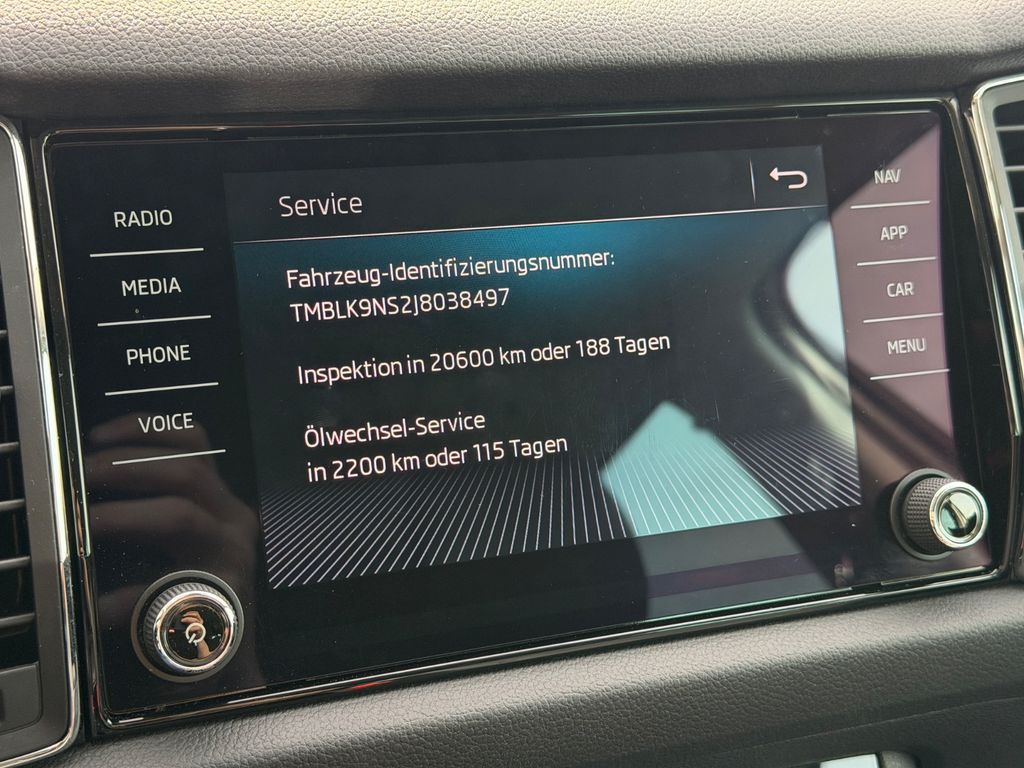 RADIO
MEDIA
PHONE
VOICE
Service
Fahrzeug-Identifizierungsnummer:
TMBLK9NS2J8038497
Inspektion in 20600 km oder 188 Tagen
Ölwechsel-Service
in 2200 km oder 115 Tagen
NAV
APP
CAR
MENU